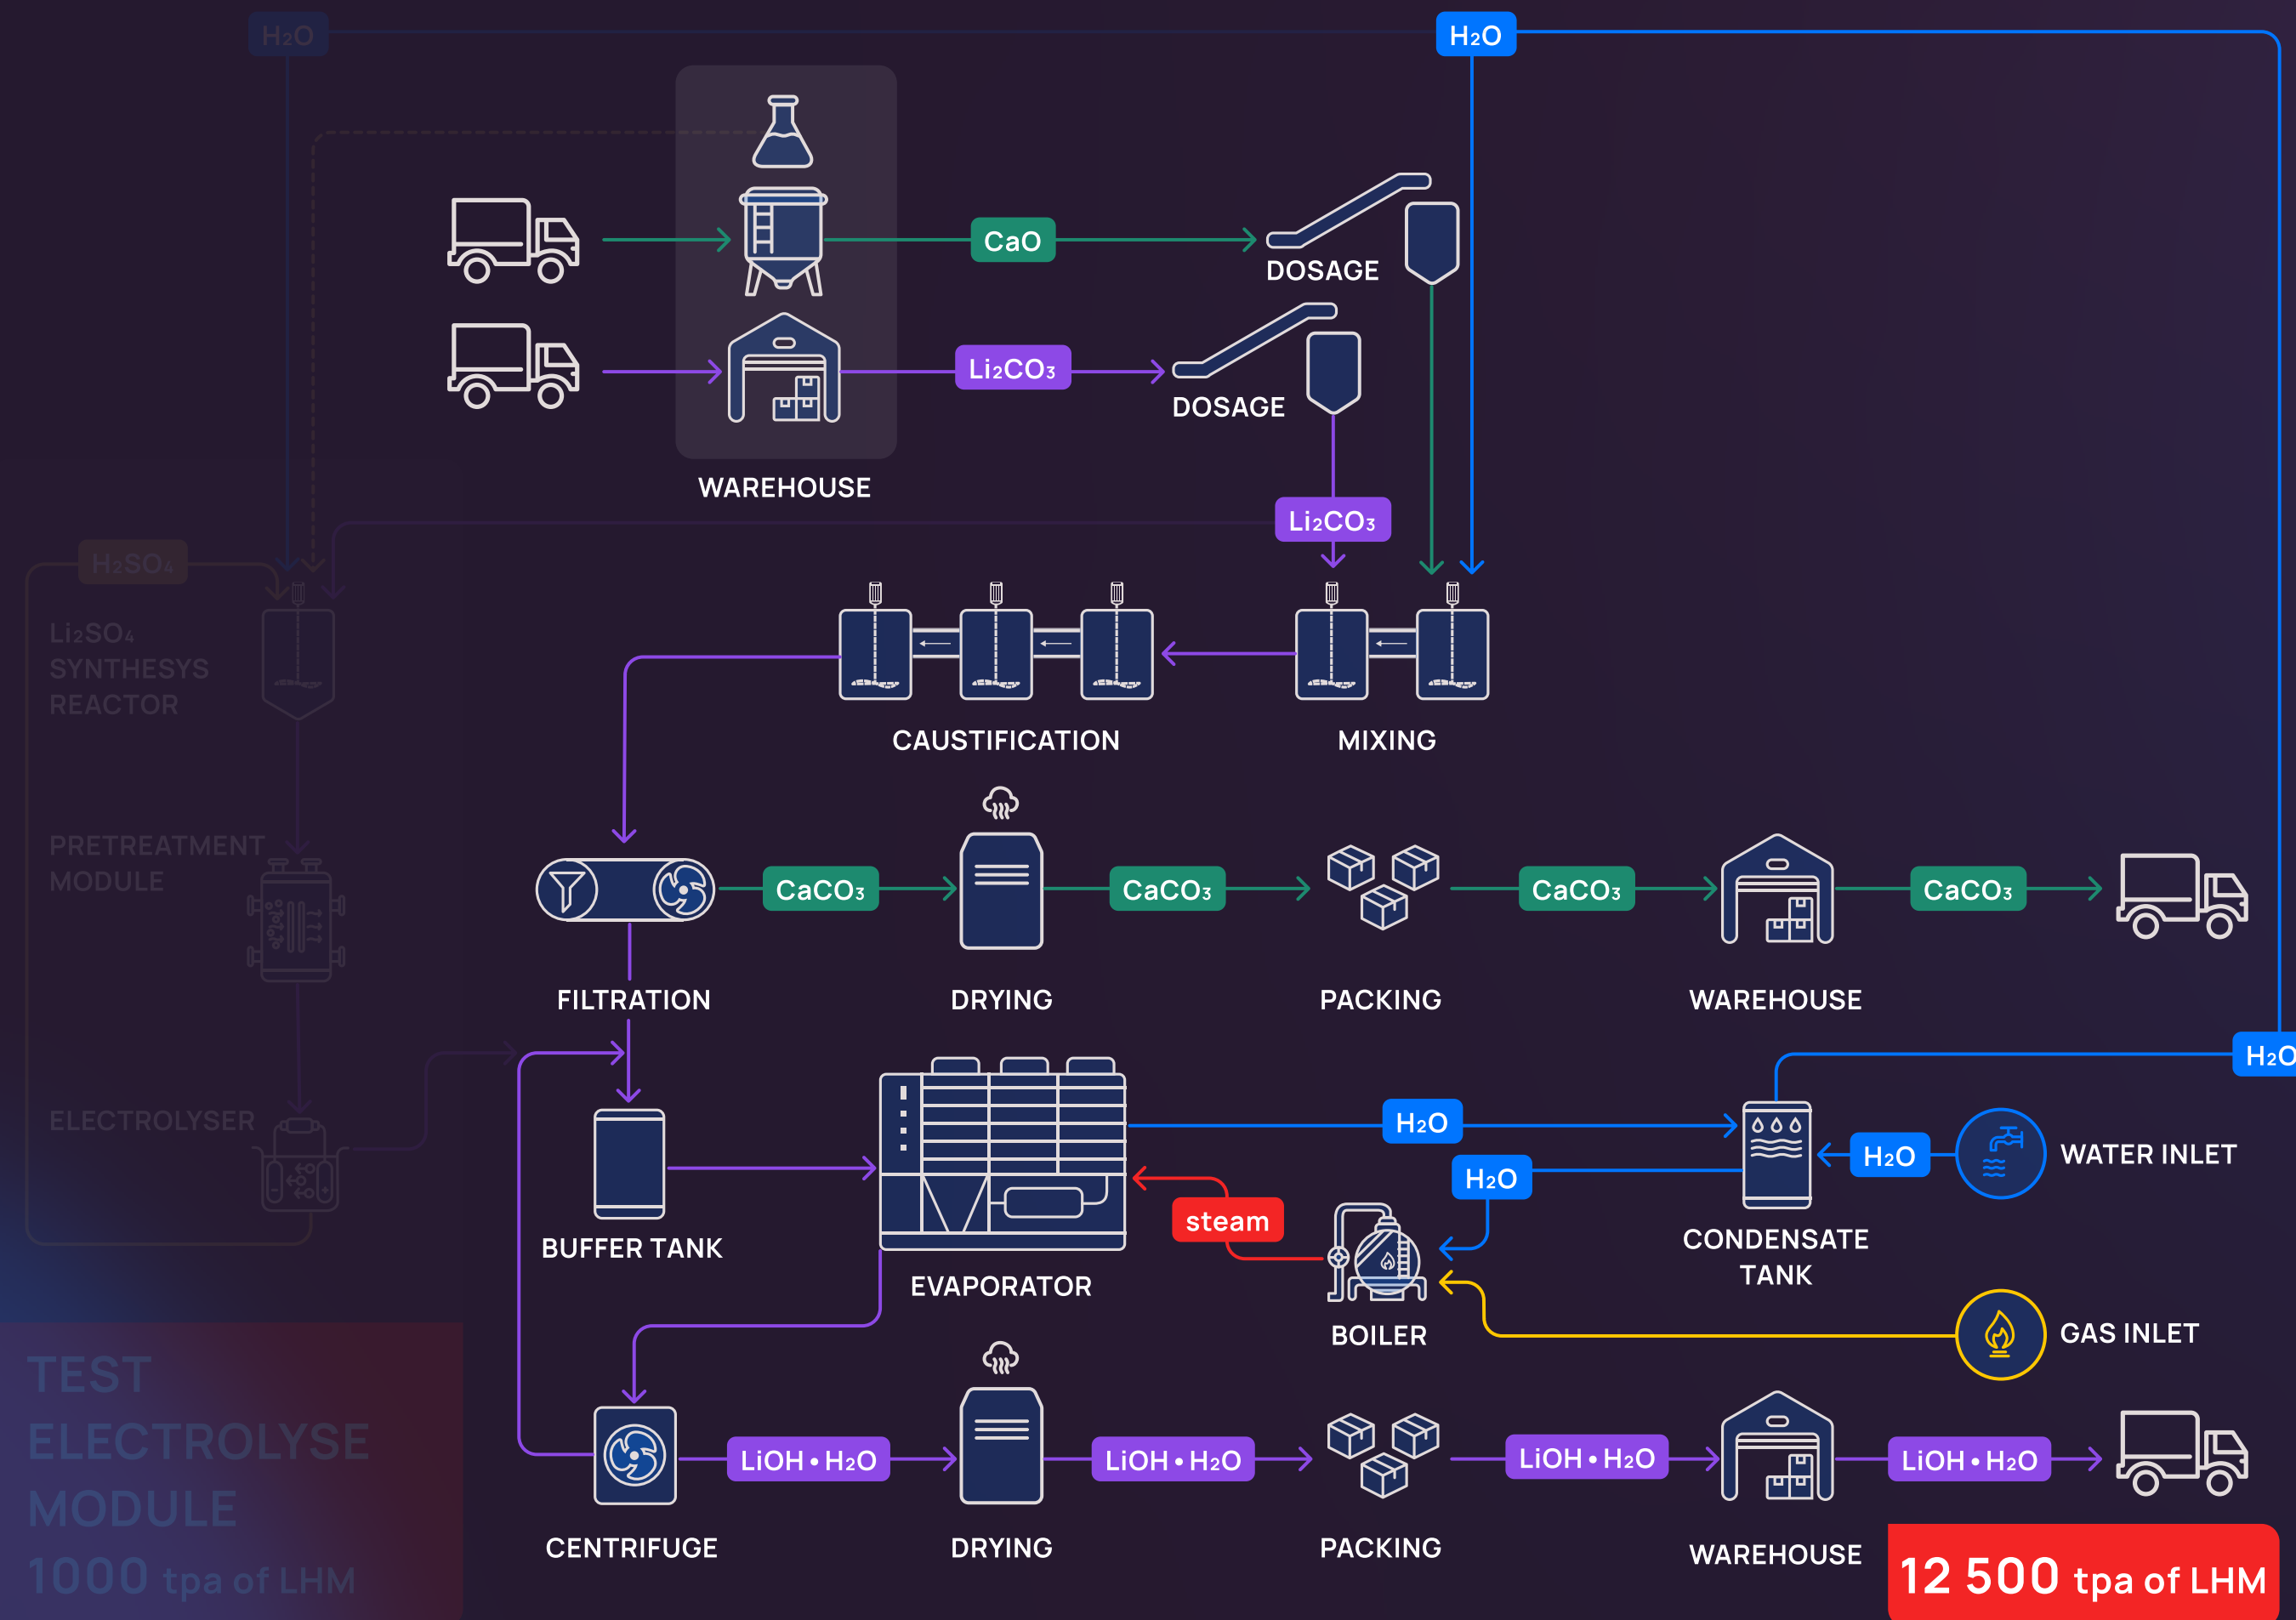 H₂O
H₂O
CaO
DOSAGE
Li₂CO₃
DOSAGE
WAREHOUSE
Li₂CO₃
H₂SO₄
Li₂SO₄
SYNTHESYS
REACTOR
CAUSTIFICATION
MIXING
PRETREATMENT
MODULE
CaCO₃
CaCO₃
CaCO₃
CaCO₃
FILTRATION
DRYING
PACKING
WAREHOUSE
H₂O
ELECTROLYSER
H₂O
H₂O
WATER INLET
H₂O
steam
BUFFER TANK
CONDENSATE
TANK
EVAPORATOR
BOILER
GAS INLET
TEST
ELECTROLYSE
MODULE
1000 tpa of LHM
LiOH•H₂O
LiOH•H₂O
LiOH•H₂O
LiOH•H₂O
CENTRIFUGE
DRYING
PACKING
WAREHOUSE
12 500 tpa of LHM